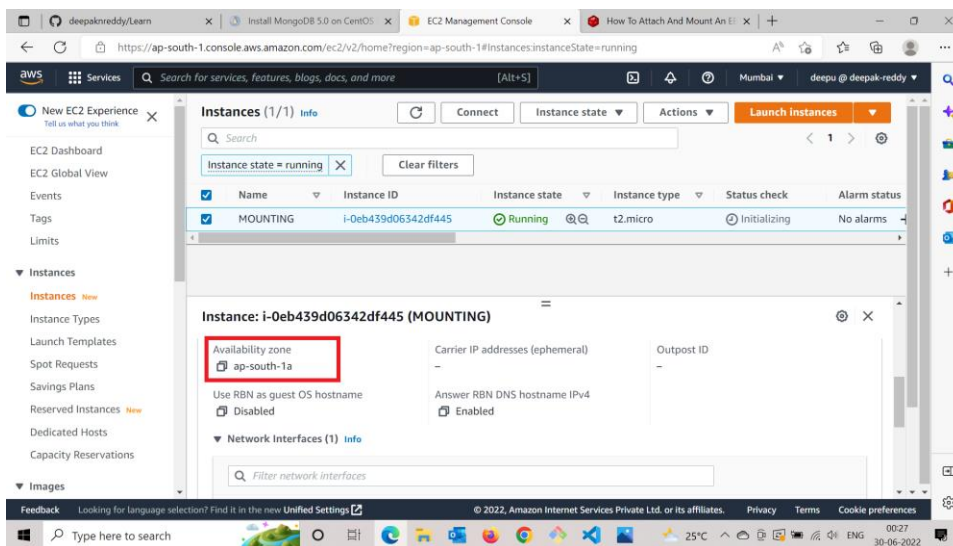 deepaknreddy/Learn
Install MongoDB 5.0 on CentOS
EC2 Management Console
How To Attach And Mount An E
https://ap-south-1.console.aws.amazon.com/ec2/v2/home?region=ap-south-1#Instances:instanceState=running
aws
Services
Search for services, features, blogs, docs, and more
[Alt+S]
Mumbai
deepu @ deepak-reddy
New EC2 Experience
Tell us what you think
EC2 Dashboard
EC2 Global View
Events
Tags
Limits
Instances
Instances New
Instance Types
Launch Templates
Spot Requests
Savings Plans
Reserved Instances New
Dedicated Hosts
Capacity Reservations
Images
Instances (1/1) Info
Connect
Instance state
Actions
Launch instances
Search
1
Instance state = running
Clear filters
Name Instance ID Instance state Instance type Status check Alarm status
MOUNTING i-0eb439d06342df445 Running t2.micro Initializing No alarms
Instance: i-0eb439d06342df445 (MOUNTING)
Availability zone Carrier IP addresses (ephemeral) Outpost ID
ap-south-1a – –
Use RBN as guest OS hostname Answer RBN DNS hostname IPv4
Disabled Enabled
Network Interfaces (1) Info
Filter network interfaces
Feedback Looking for language selection? Find it in the new Unified Settings © 2022, Amazon Internet Services Private Ltd. or its affiliates. Privacy Terms Cookie preferences
Type here to search
25°C
ENG
00:27
30-06-2022